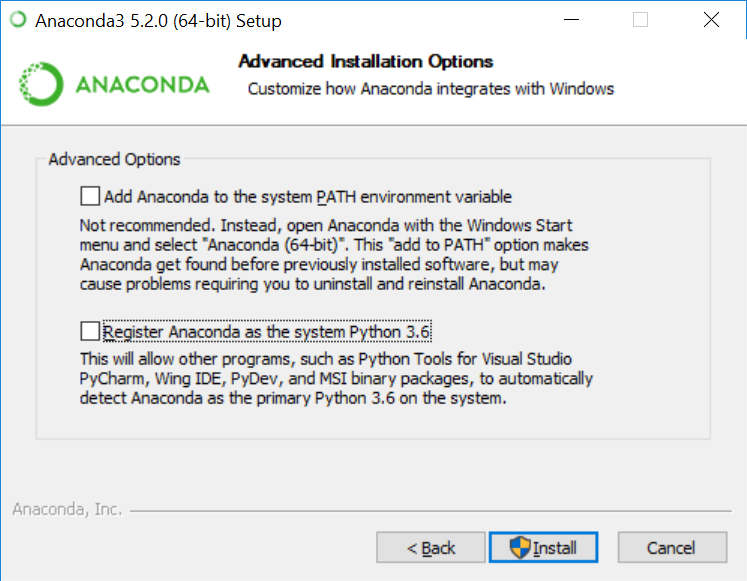 Anaconda3 5.2.0 (64-bit) Setup
ANACONDA
Advanced Installation Options
Customize how Anaconda integrates with Windows
Advanced Options
Add Anaconda to the system PATH environment variable
Not recommended. Instead, open Anaconda with the Windows Start
menu and select "Anaconda (64-bit)". This "add to PATH" option makes
Anaconda get found before previously installed software, but may
cause problems requiring you to uninstall and reinstall Anaconda.
Register Anaconda as the system Python 3.6
This will allow other programs, such as Python Tools for Visual Studio
PyCharm, Wing IDE, PyDev, and MSI binary packages, to automatically
detect Anaconda as the primary Python 3.6 on the system.
Anaconda, Inc.
< Back
Install
Cancel